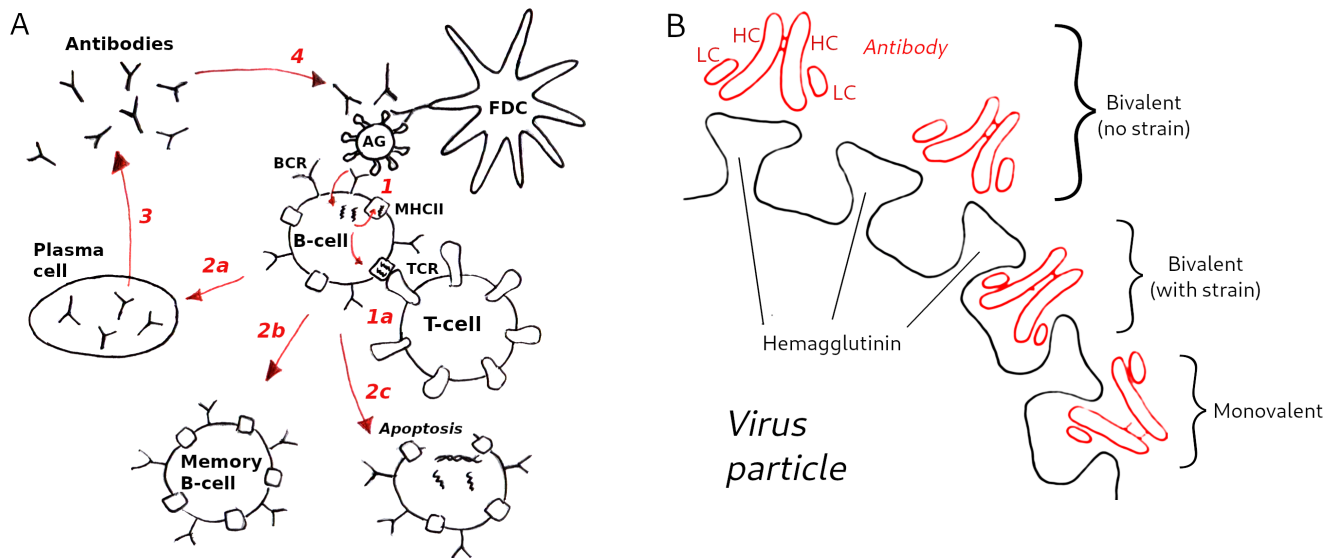 A
Antibodies
4
FDC
AG
BCR
1
MHCII
B-cell
TCR
3
Plasma
cell
2a
1a
T-cell
2b
2c
Apoptosis
Memory
B-cell
B
HC
HC
LC
LC
Antibody
Bivalent
(no strain)
Bivalent
(with strain)
Hemagglutinin
Monovalent
Virus
particle